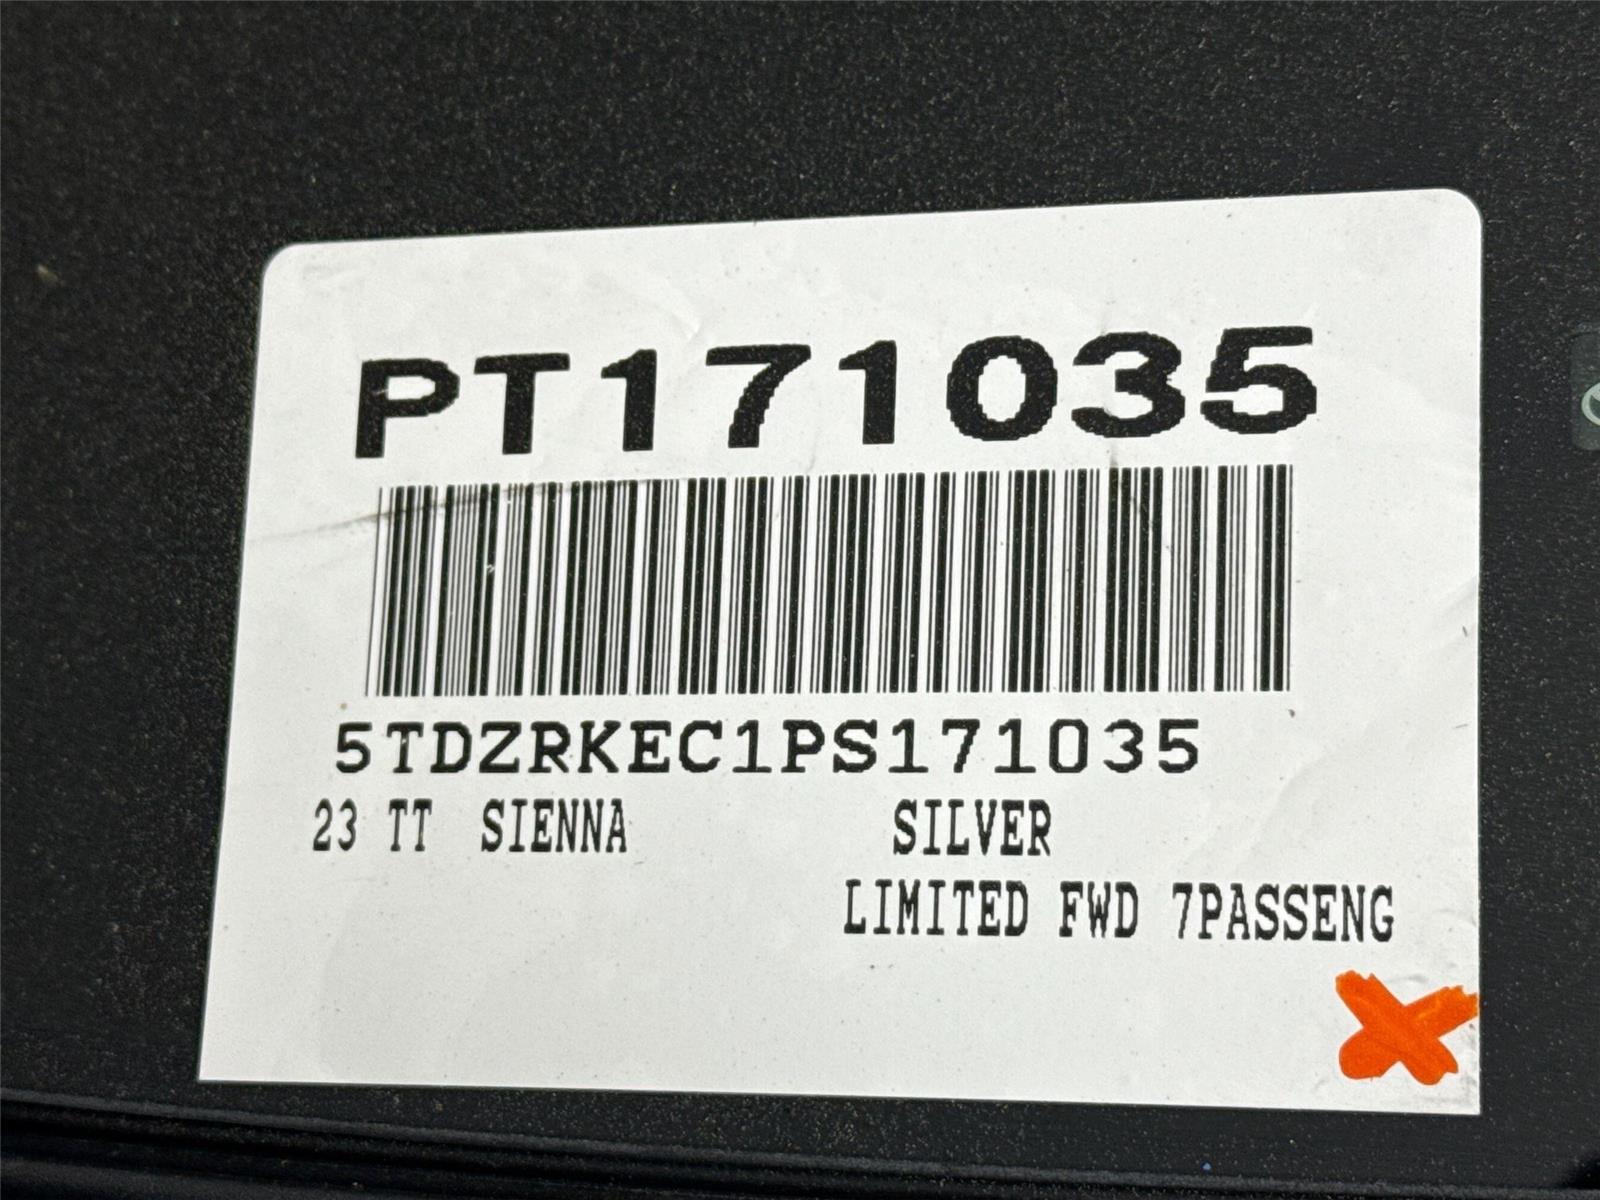 PT171035
5TDZRKEC1PS171035
23 TT SIENNA SILVER
LIMITED FWD 7PASSENG